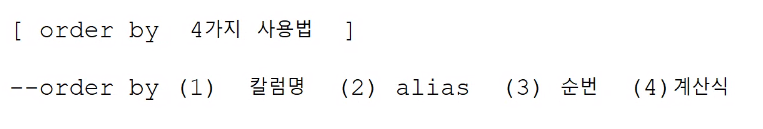 [ order by 4가지 사용법 ]
--order by (1) 칼럼명 (2) alias (3) 순번 (4)계산식